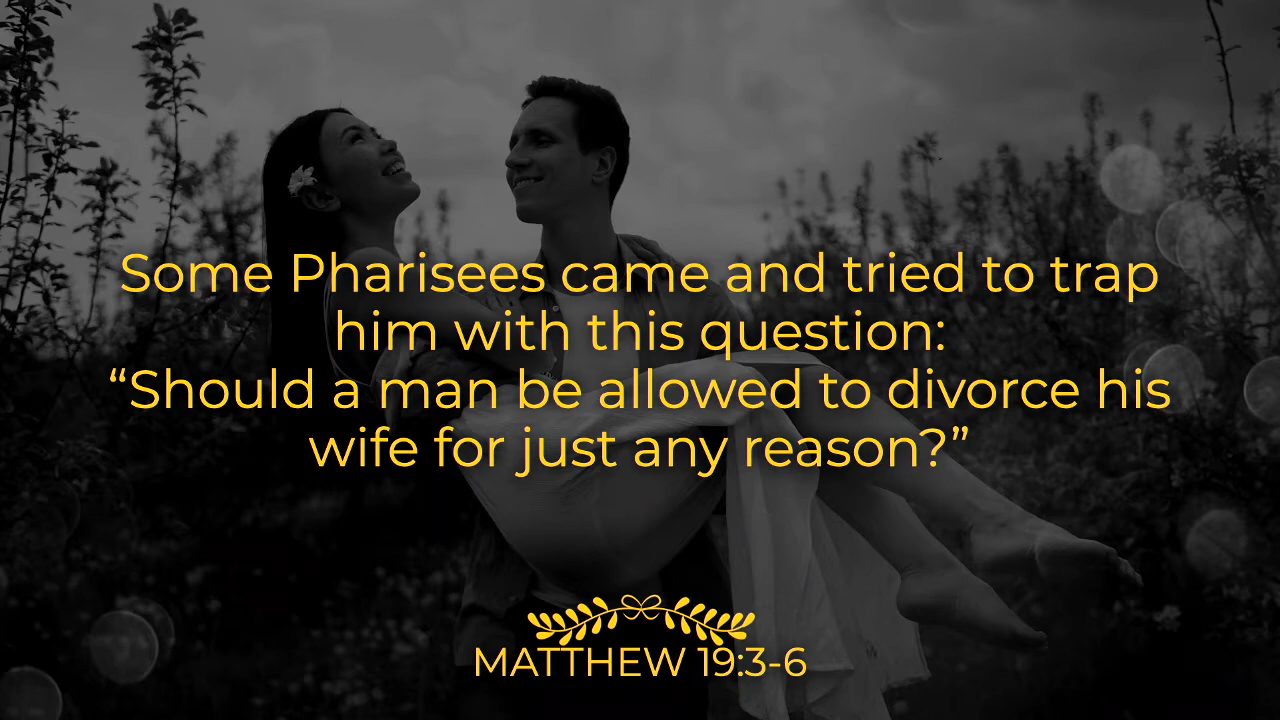 Some Pharisees came and tried to trap
him with this question:
“Should a man be allowed to divorce his
wife for just any reason?”
MATTHEW 19:3-6